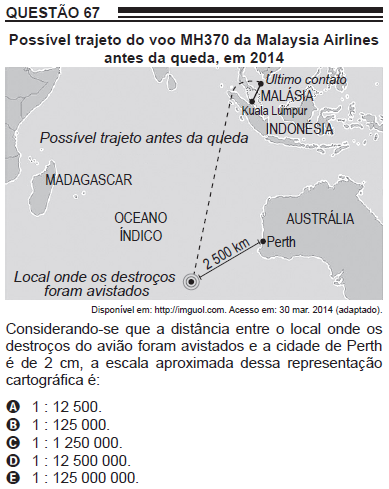 QUESTÃO 67
Possível trajeto do voo MH370 da Malaysia Airlines
antes da queda, em 2014
Último contato
MALÁSIA
Kuala Lumpur
INDONÉSIA
Possível trajeto antes da queda
MADAGASCAR
OCEANO
ÍNDICO
AUSTRÁLIA
2 500 km
Perth
Local onde os destroços
foram avistados
Disponível em: http://imguol.com. Acesso em: 30 mar. 2014 (adaptado).
Considerando-se que a distância entre o local onde os
destroços do avião foram avistados e a cidade de Perth
é de 2 cm, a escala aproximada dessa representação
cartográfica é:
A 1 : 12 500.
B 1 : 125 000.
C 1 : 1 250 000.
D 1 : 12 500 000.
E 1 : 125 000 000.